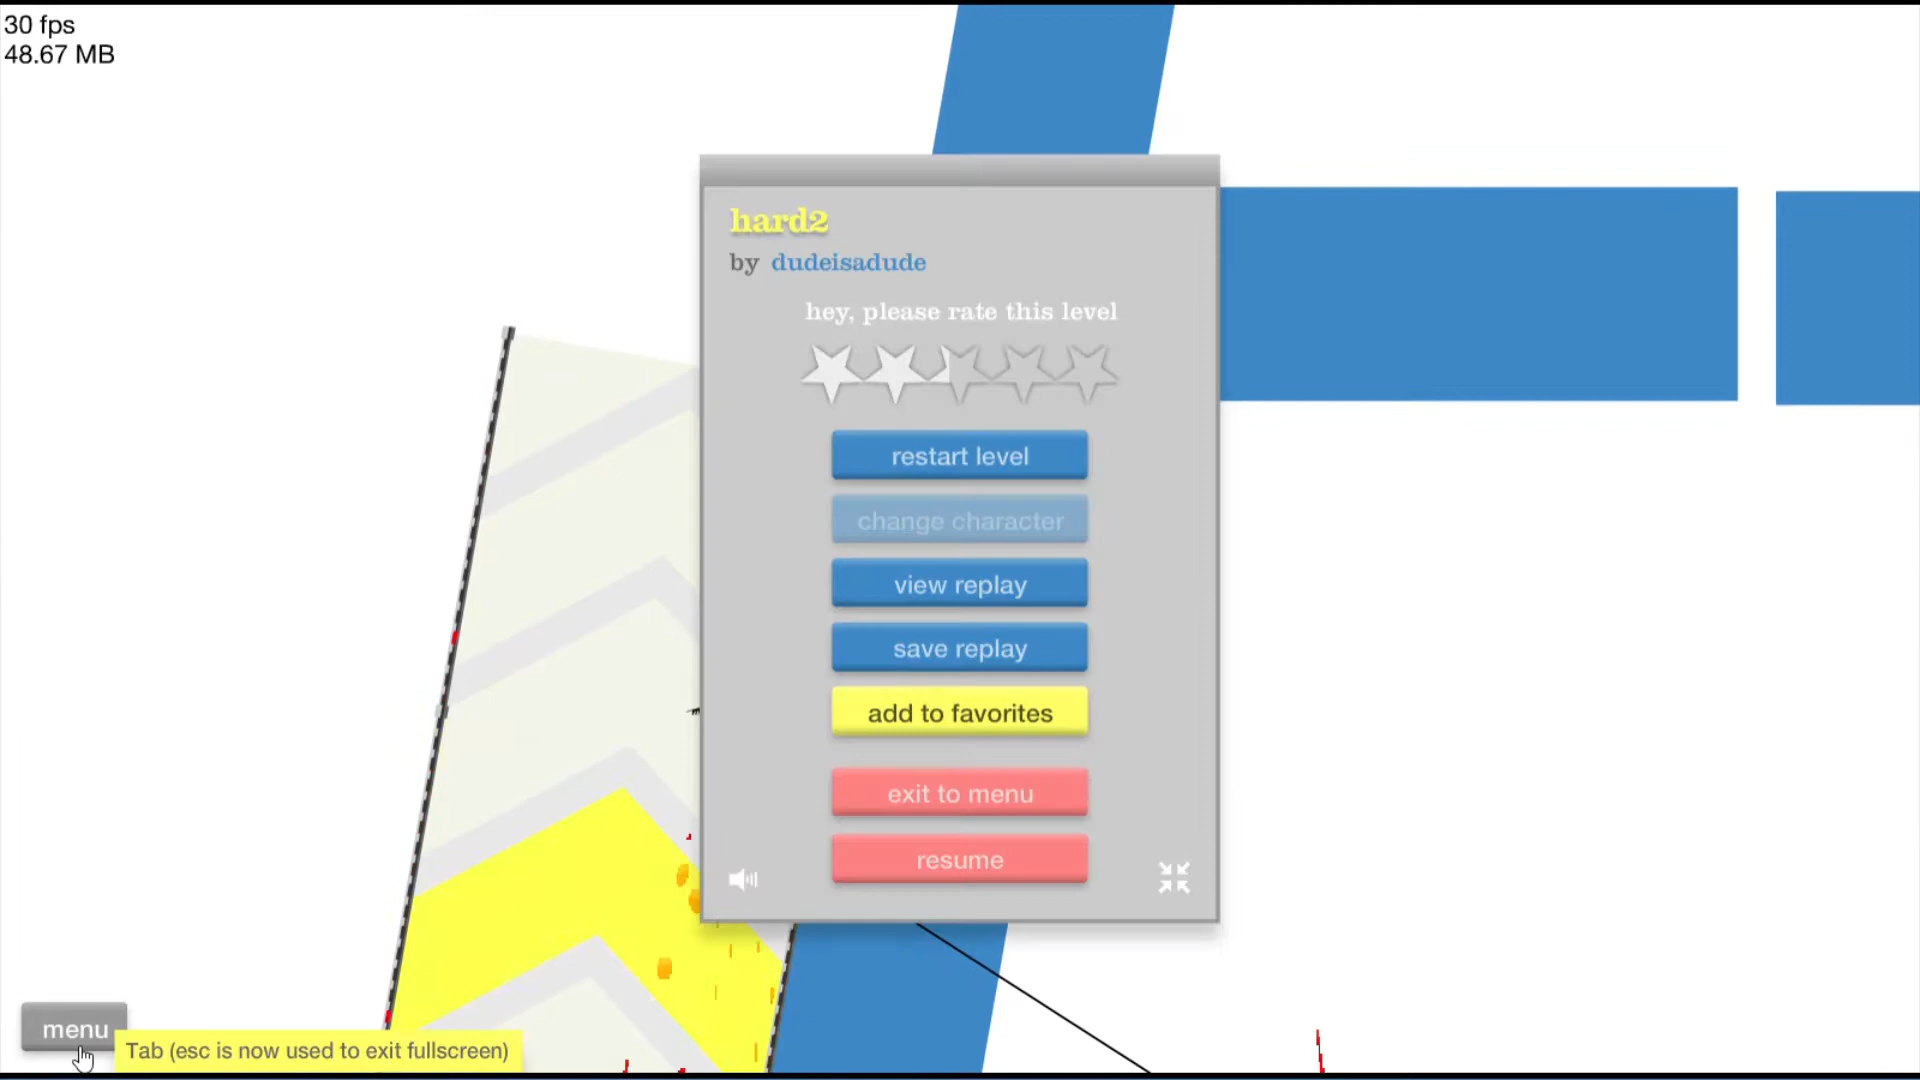 30 fps
48.67 MB
hard2
by dudeisadude
hey, please rate this level
restart level
change character
view replay
save replay
add to favorites
exit to menu
resume
menu
Tab (esc is now used to exit fullscreen)